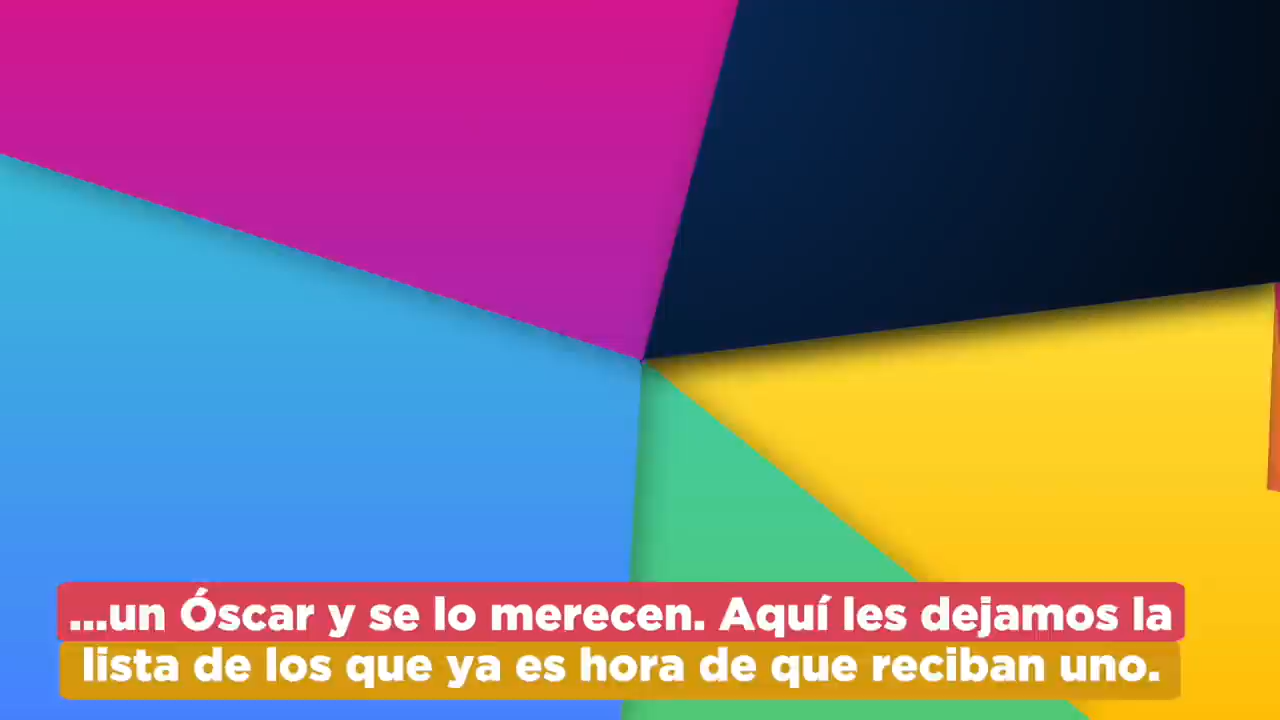 ...un Óscar y se lo merecen. Aquí les dejamos la
lista de los que ya es hora de que reciban uno.